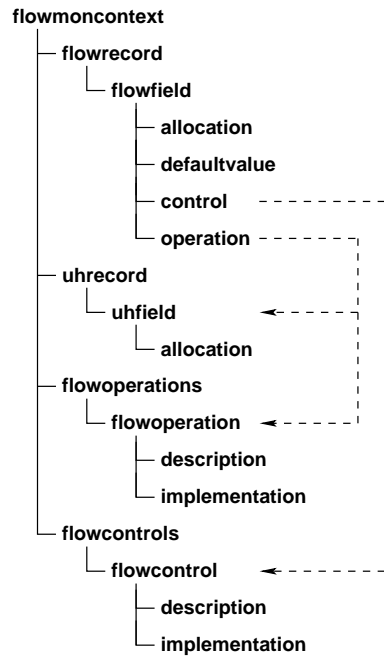 flowmoncontext
flowrecord
flowfield
allocation
defaultvalue
control
operation
uhrecord
uhfield
allocation
flowoperations
flowoperation
description
implementation
flowcontrols
flowcontrol
description
implementation